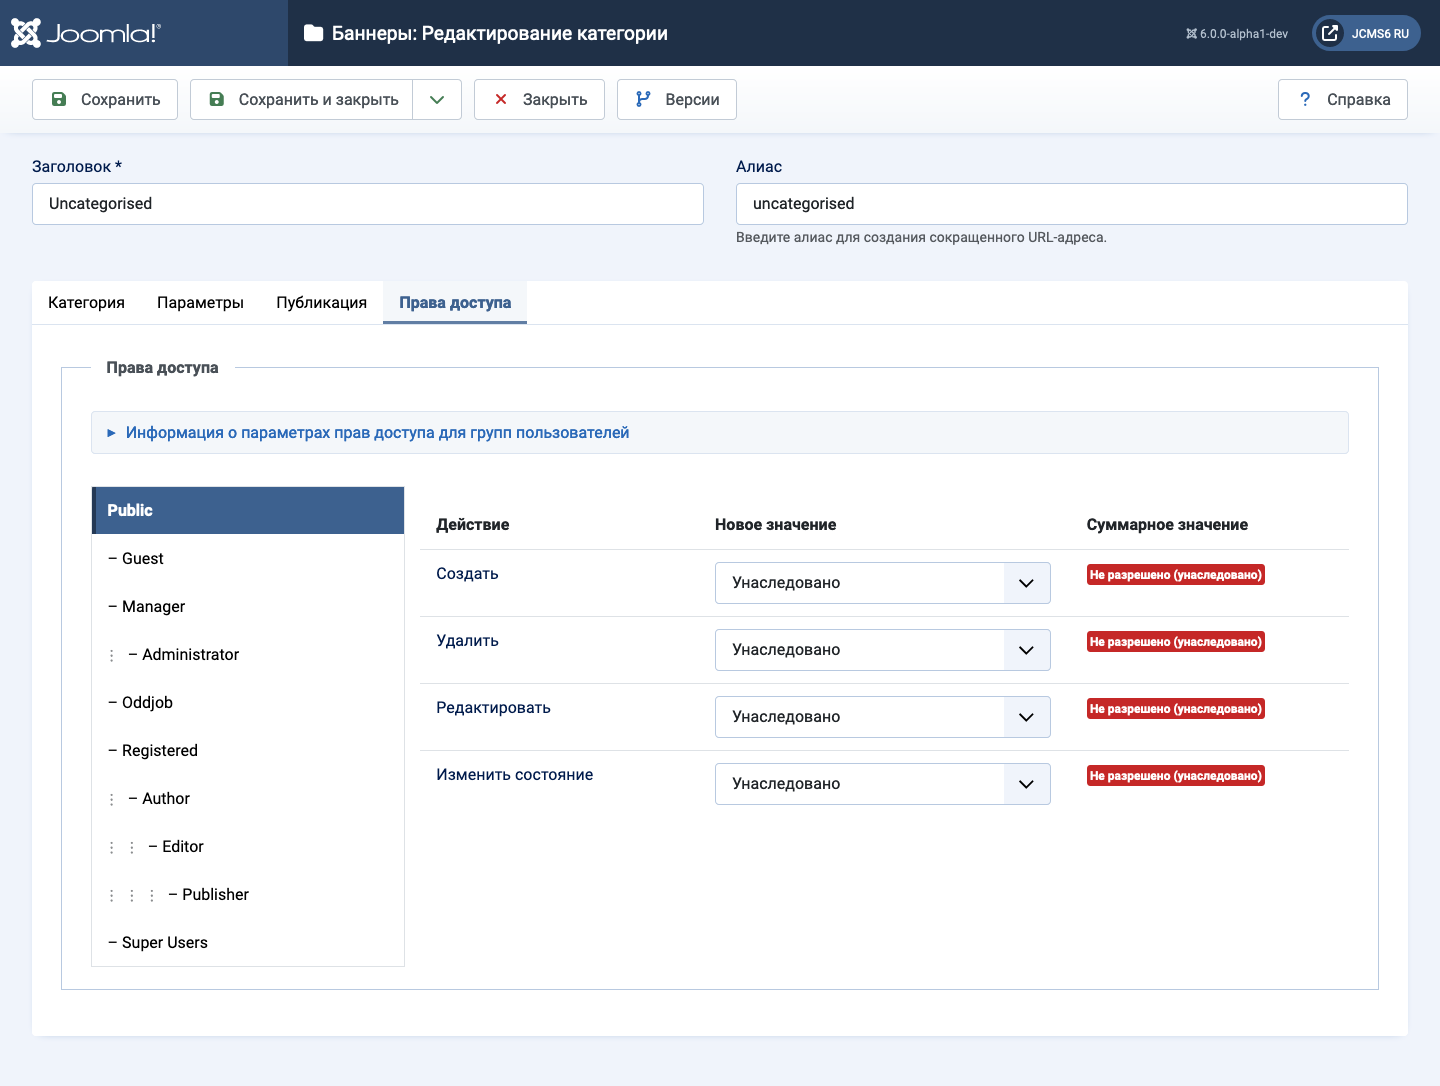 Joomla!®
Баннеры: Редактирование категории
6.0.0-alpha1-dev
JCMS6 RU
Сохранить
Сохранить и закрыть
Закрыть
Версии
? Справка
Заголовок *
Uncategorised
Алиас
uncategorised
Введите алиас для создания сокращенного URL-адреса.
Категория
Параметры
Публикация
Права доступа
Права доступа
► Информация о параметрах прав доступа для групп пользователей
Public
– Guest
– Manager
⋮ – Administrator
– Oddjob
– Registered
⋮ – Author
⋮ ⋮ – Editor
⋮ ⋮ ⋮ – Publisher
– Super Users
Действие Новое значение Суммарное значение
Создать Унаследовано Не разрешено (унаследовано)
Удалить Унаследовано Не разрешено (унаследовано)
Редактировать Унаследовано Не разрешено (унаследовано)
Изменить состояние Унаследовано Не разрешено (унаследовано)